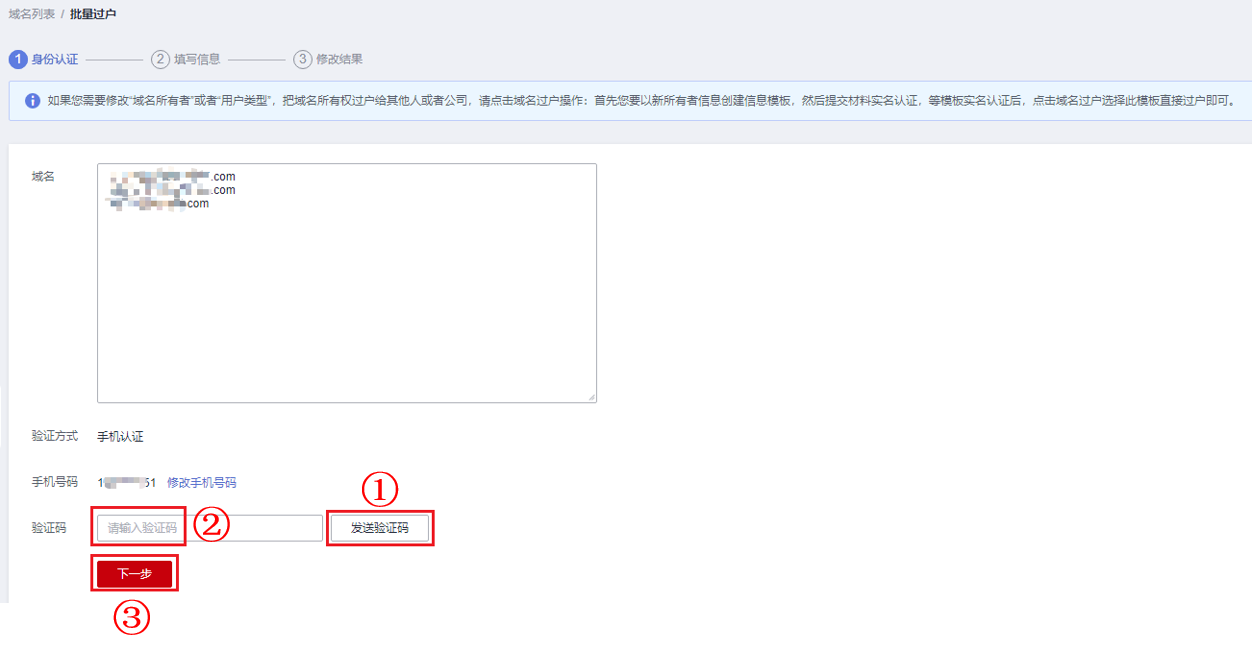 域名列表 / 批量过户
1 身份认证 2 填写信息 3 修改结果
如果您需要修改“域名所有者”或者“用户类型”，把域名所有权过户给其他人或者公司，请点击域名过户操作：首先您要以新所有者信息创建信息模板，然后提交材料实名认证，等模板实名认证后，点击域名过户选择此模板直接过户即可。
域名
.com
.com
com
验证方式 手机认证
手机号码 1 51 修改手机号码
①
验证码 请输入验证码 ② 发送验证码
下一步
③